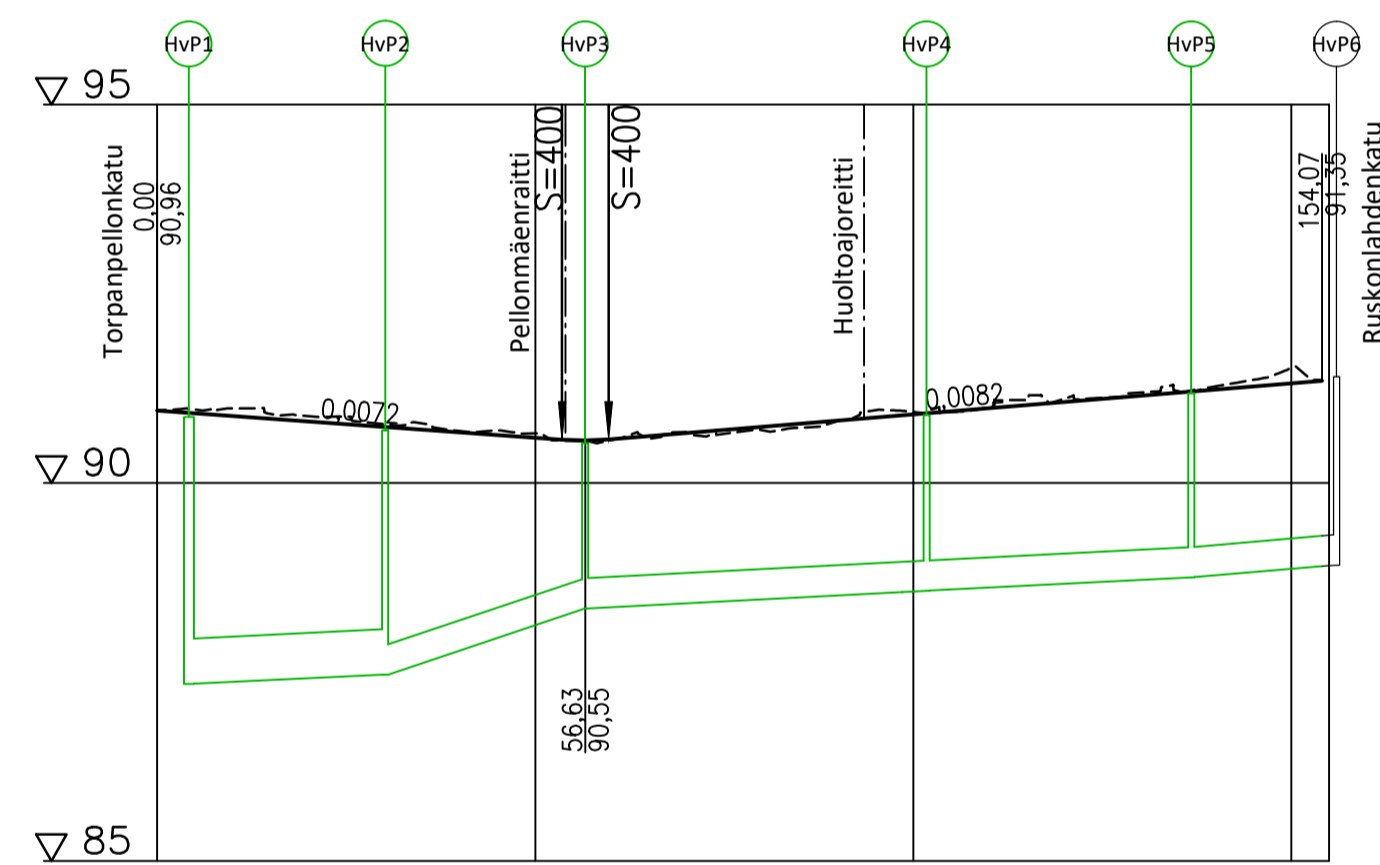 HvP1
HvP2
HvP3
HvP4
HvP5
HvP6
95
Torpanpellonkatu
0,00
90,96
Pellonmäenraitti
S=400
S=400
Huoltoajoreitti
154,07
91,35
Ruskonlahdenkatu
0,0072
0,0082
90
56,63
90,55
85